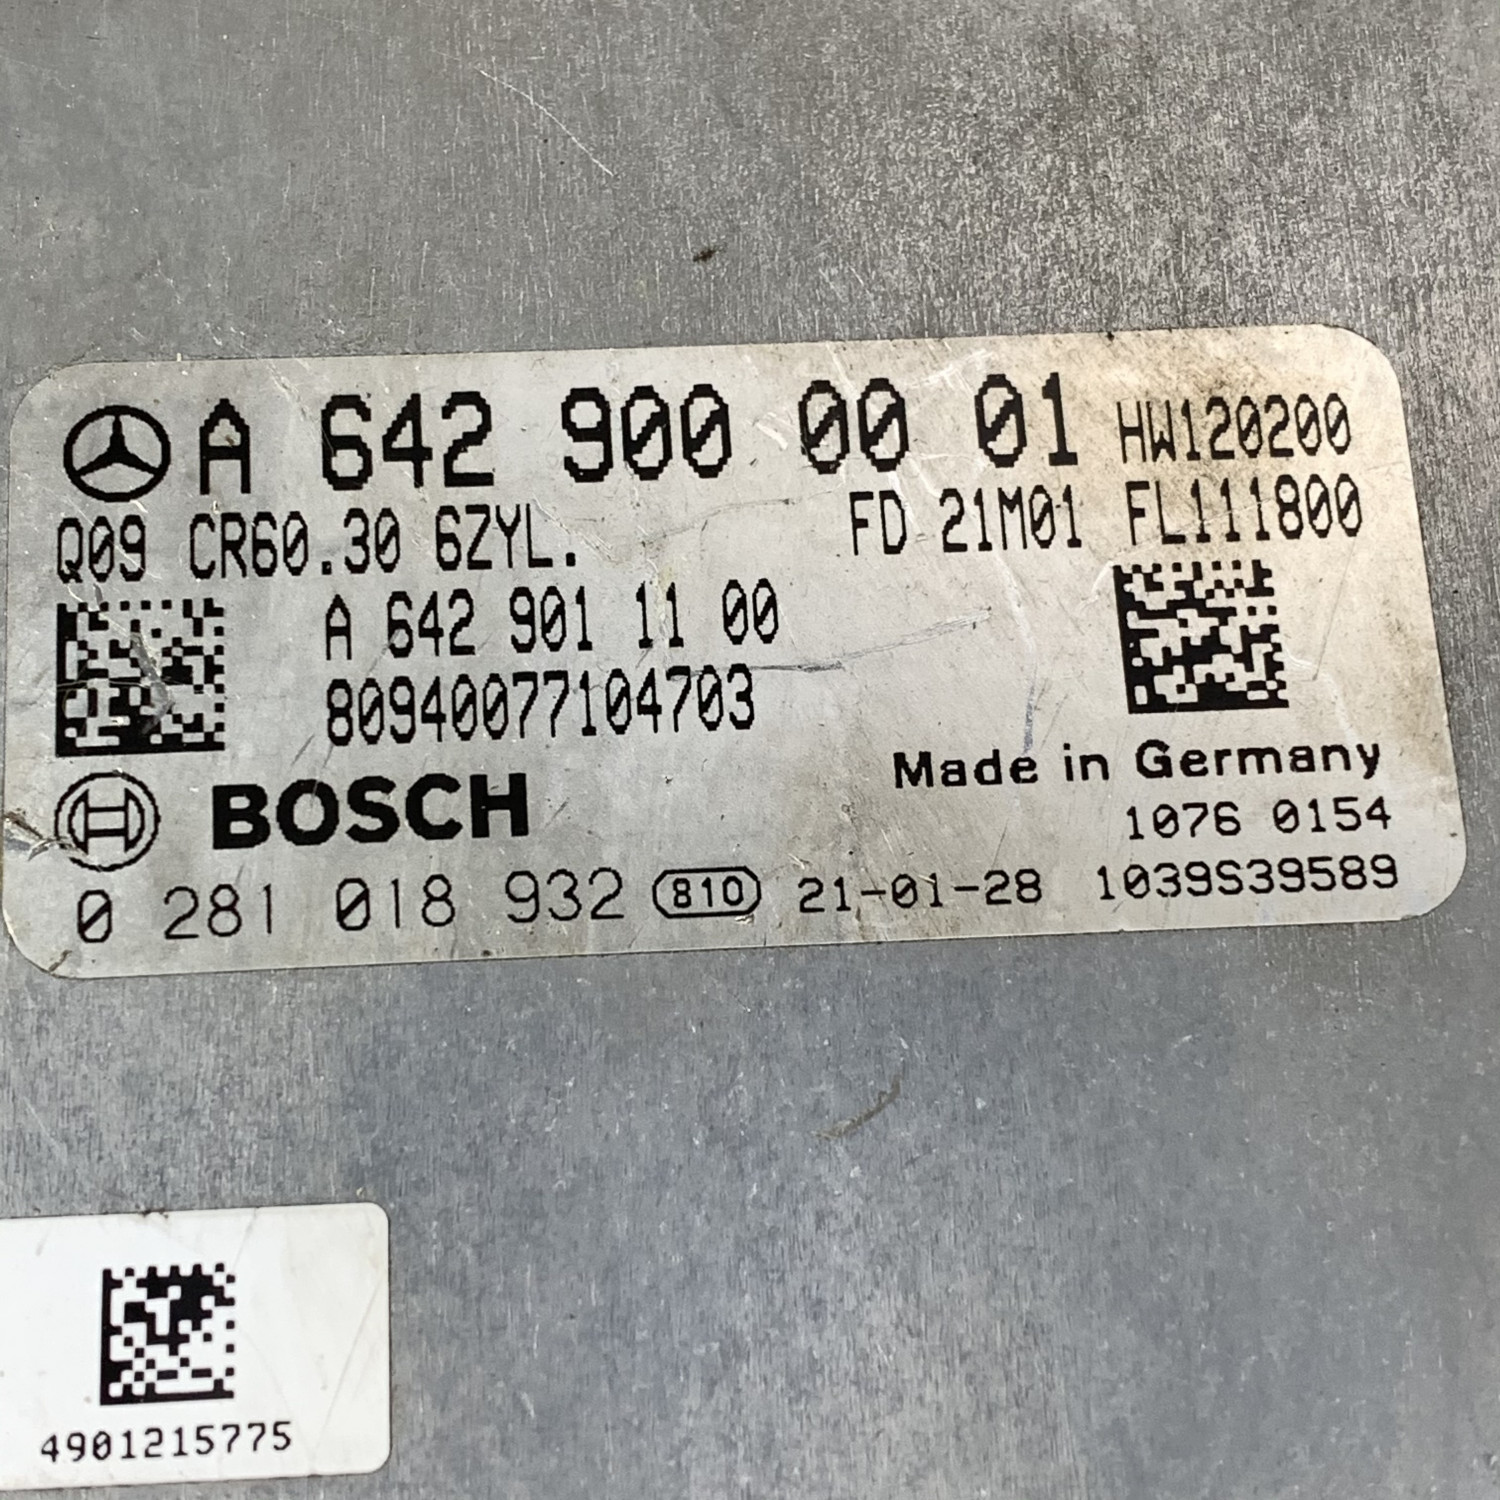 A 642 900 00 01 HW120200
Q09 CR60.30 6ZYL. FD 21M01 FL111800
A 642 901 11 00
80940077104703
Made in Germany
BOSCH
1076 0154
0 281 018 932 810 21-01-28 1039S39589
4901215775